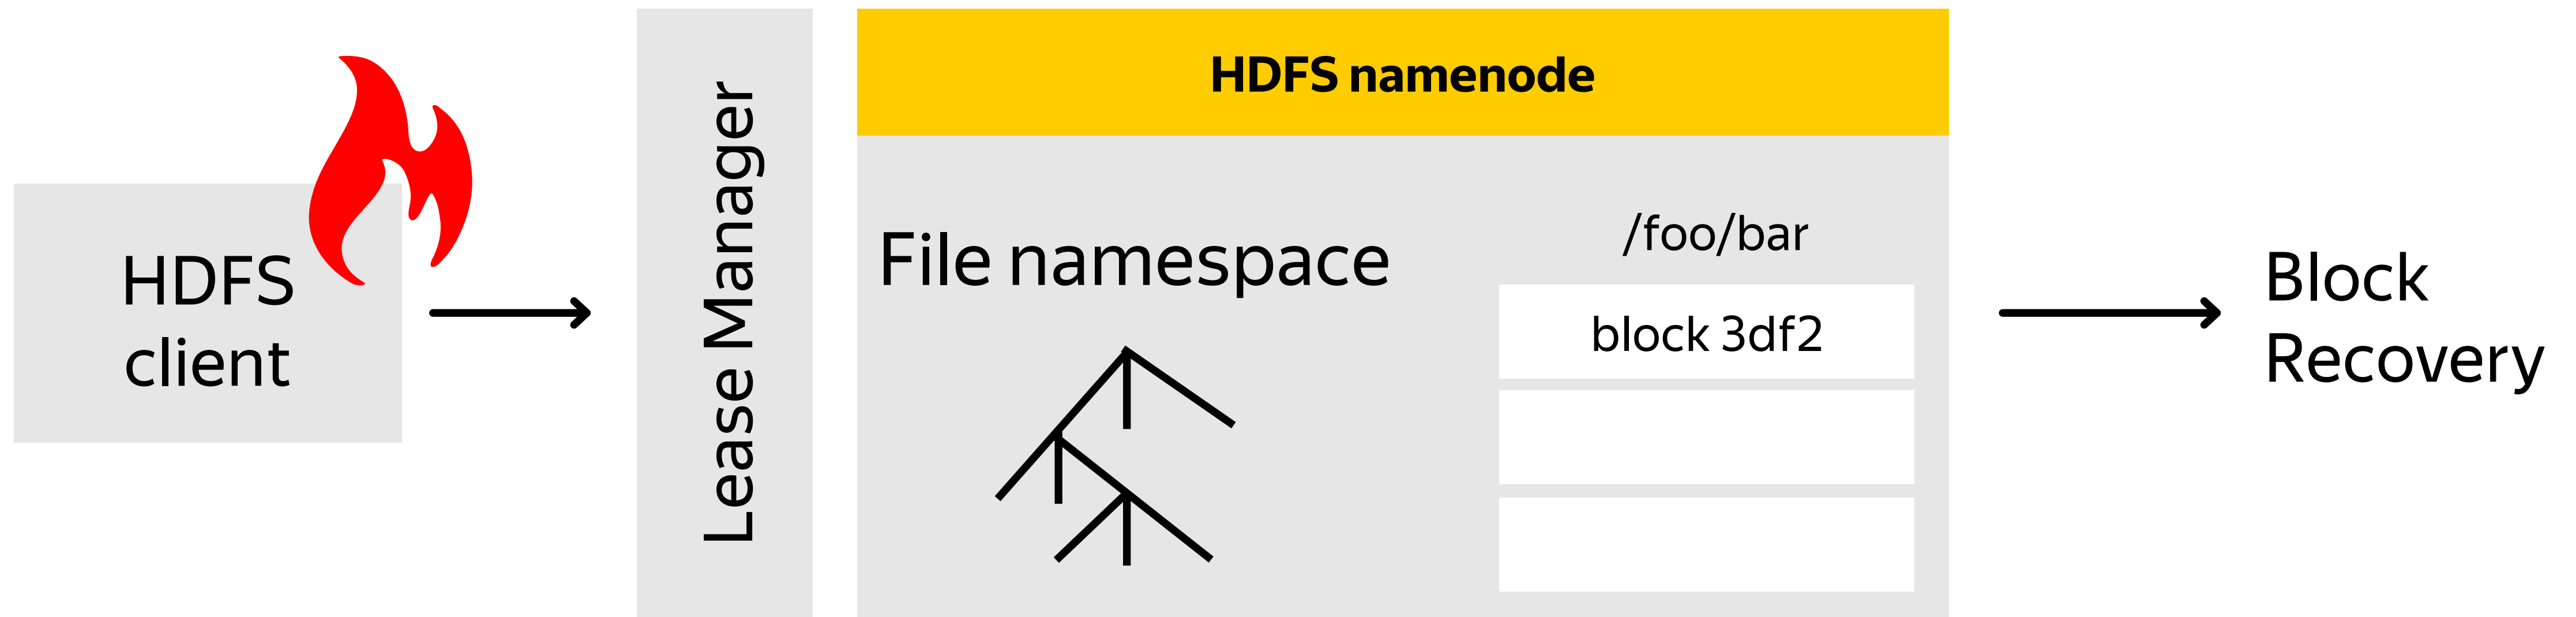 HDFS
client
Lease Manager
HDFS namenode
File namespace
/foo/bar
block 3df2
Block
Recovery